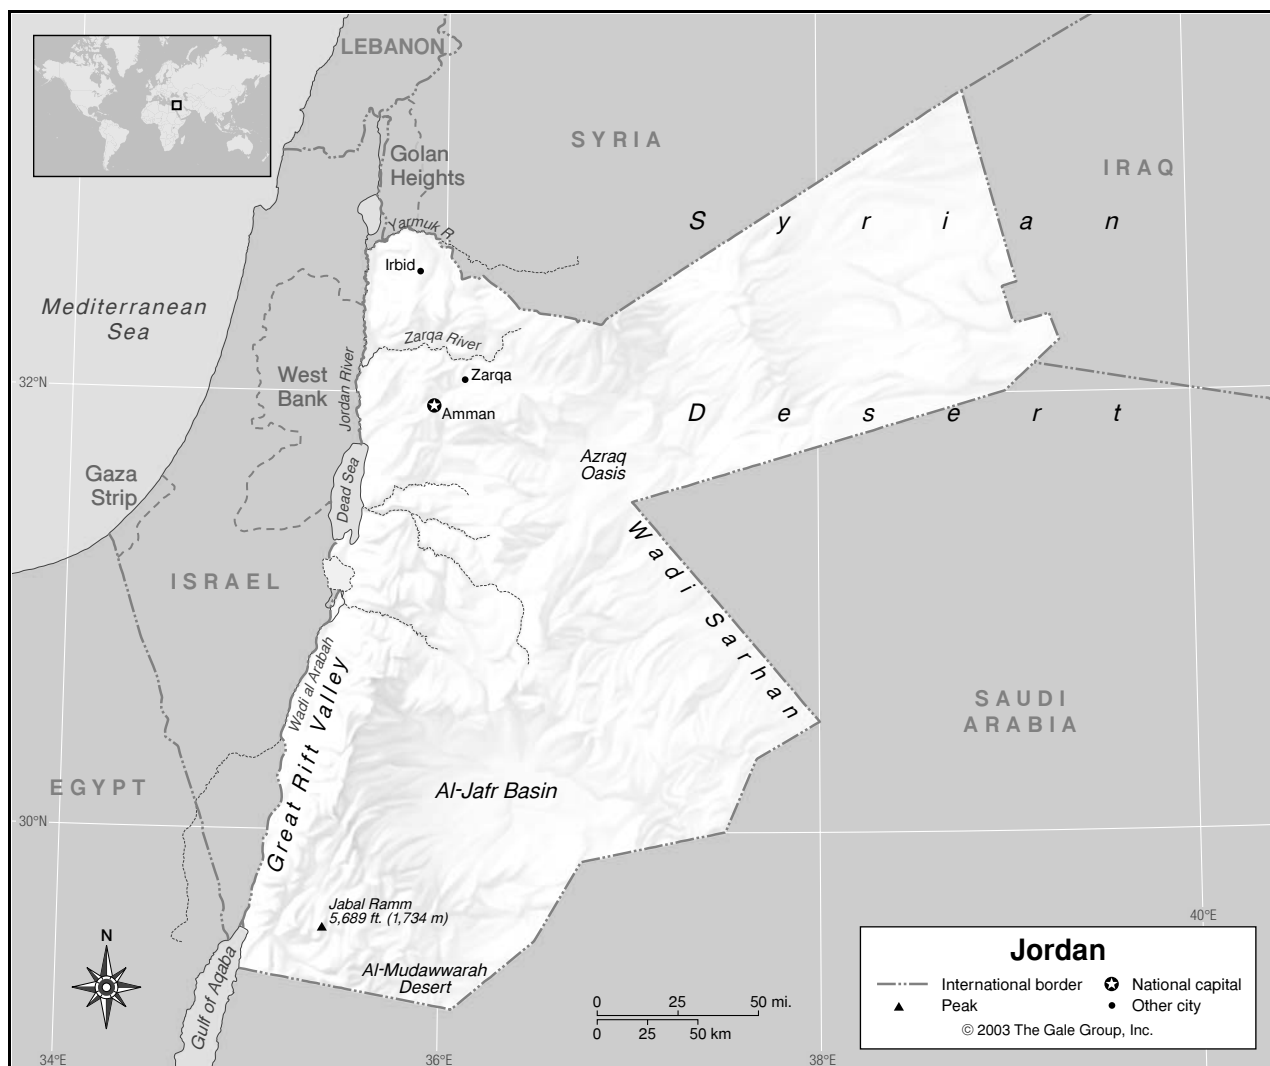 LEBANON
SYRIA
Golan
Heights
IRAQ
Yarmuk R.
Syrian
Irbid
Mediterranean
Sea
Zarqa River
32°N
West
Bank
Jordan River
Zarqa
Amman
Desert
Azraq
Oasis
Gaza
Strip
Dead Sea
Wadi Sarhan
ISRAEL
Wadi al Arabah
Great Rift Valley
SAUDI
ARABIA
EGYPT
Al-Jafr Basin
30°N
Jabal Ramm
5,689 ft. (1,734 m)
40°E
N
Al-Mudawwarah
Desert
Gulf of Aqaba
0 25 50 mi.
0 25 50 km
Jordan
International border
National capital
Peak
Other city
© 2003 The Gale Group, Inc.
34°E
36°E
38°E